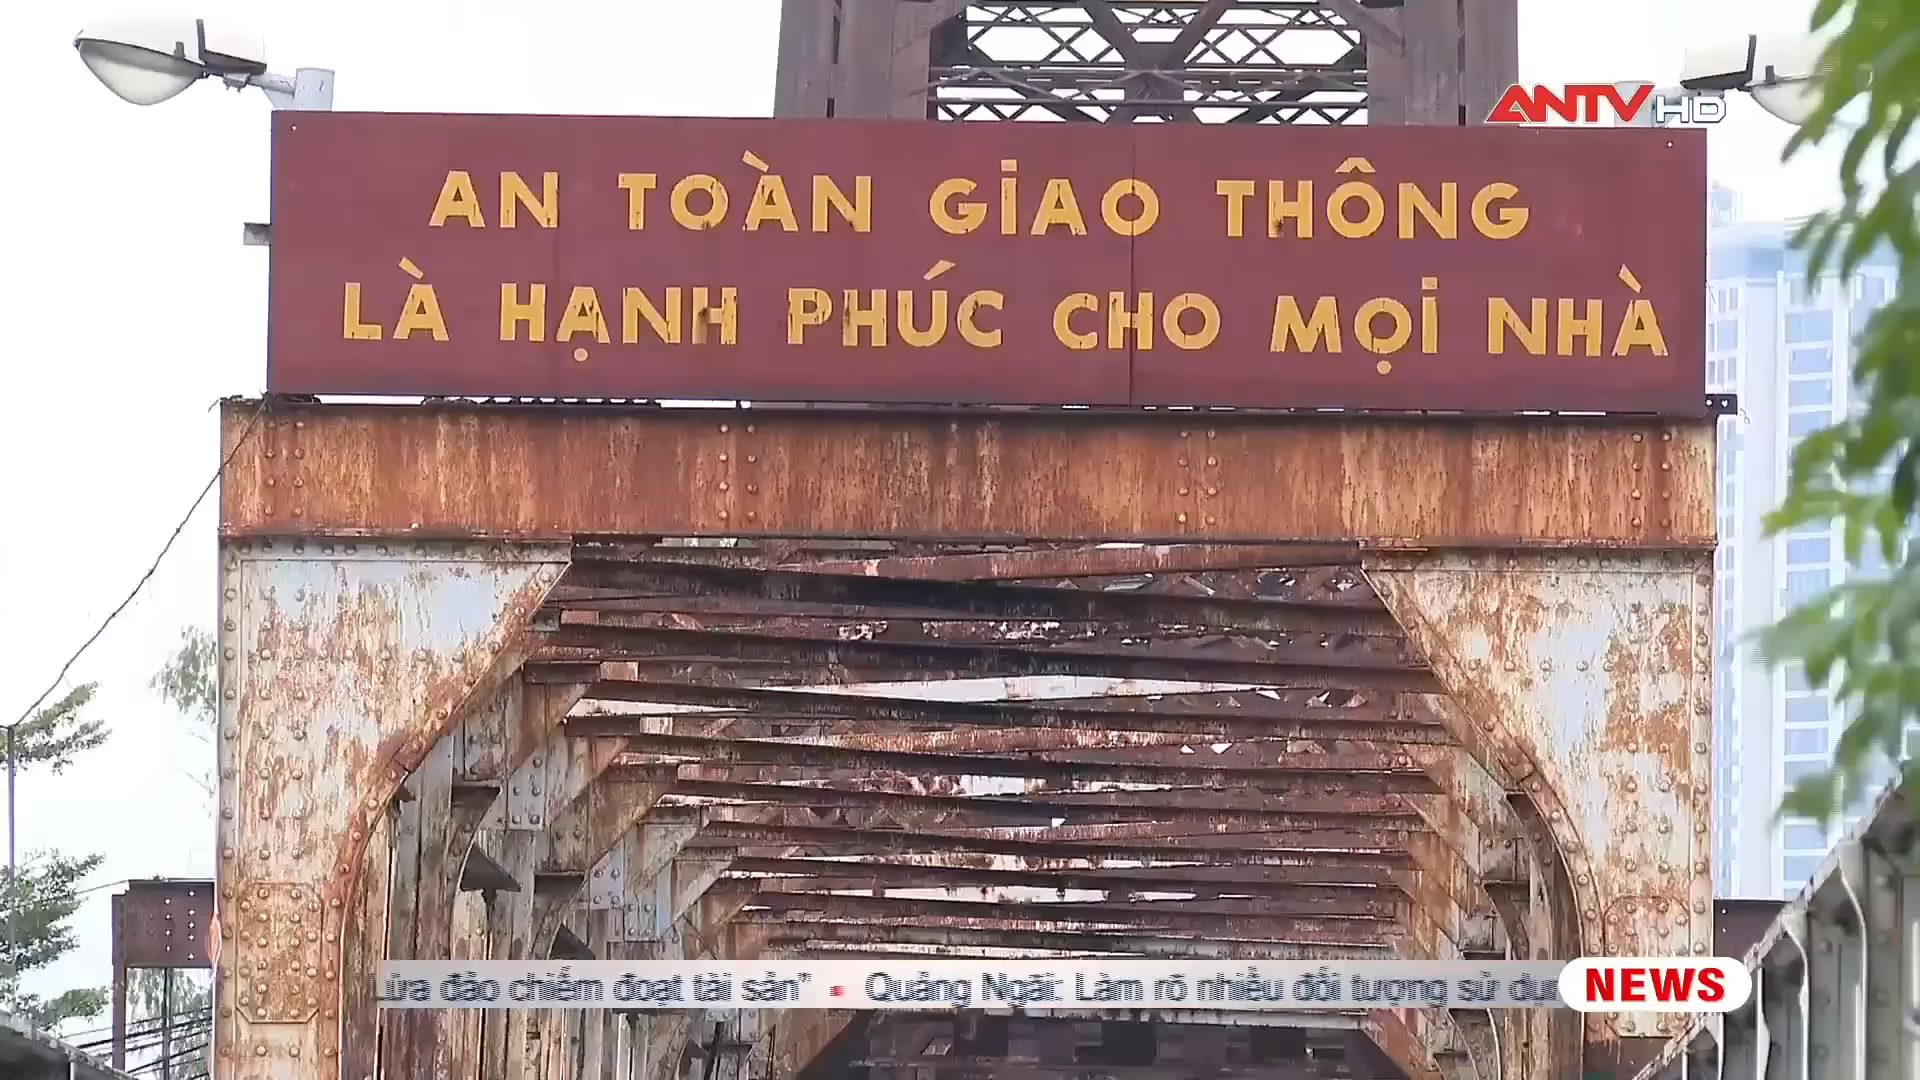 ANTV HD
AN TOÀN GIAO THÔNG
LÀ HẠNH PHÚC CHO MỌI NHÀ
Lừa đảo chiếm đoạt tài sản” • Quảng Ngãi: Làm rõ nhiều đối tượng sử dụn
NEWS